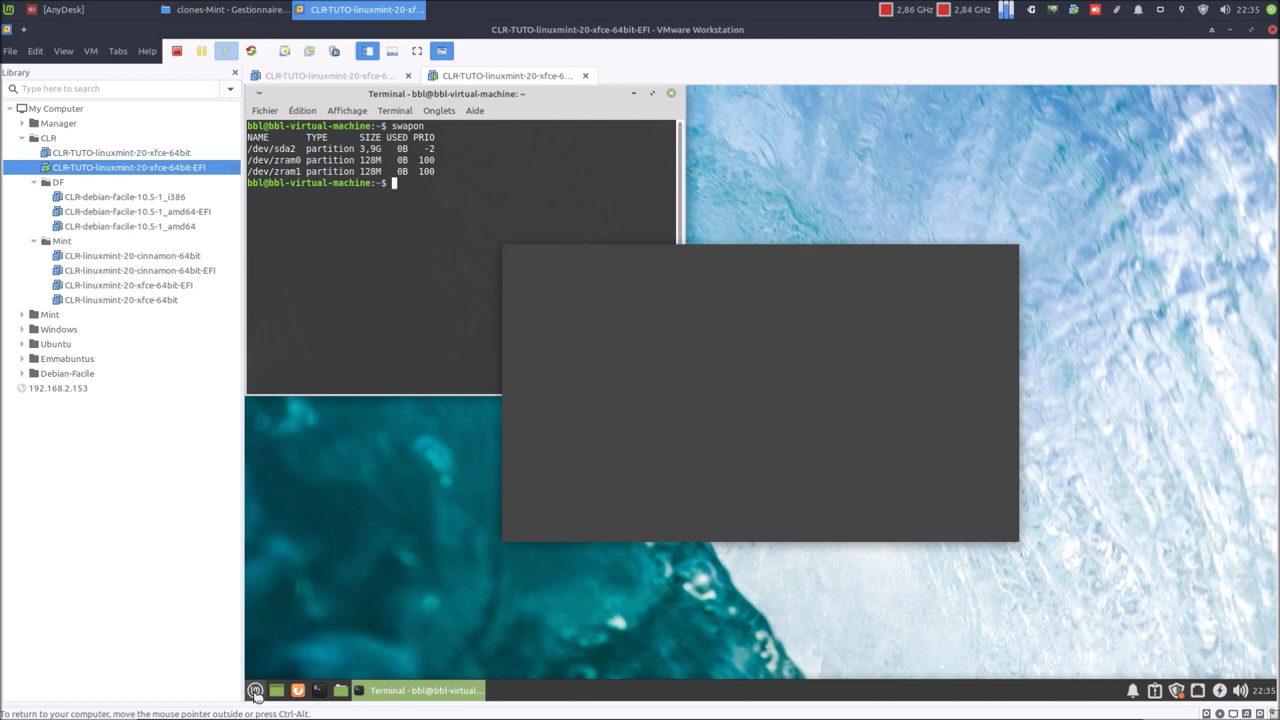 [AnyDesk]
clones-Mint - Gestionnaire...
CLR-TUTO-linuxmint-20-xf...
2,86 GHz
2,84 GHz
22:35
CLR-TUTO-linuxmint-20-xfce-64bit-EFI - VMware Workstation
File Edit View VM Tabs Help
Library
Type here to search
My Computer
Manager
CLR
CLR-TUTO-linuxmint-20-xfce-64bit
CLR-TUTO-linuxmint-20-xfce-64bit-EFI
DF
CLR-debian-facile-10.5-1_i386
CLR-debian-facile-10.5-1_amd64-EFI
CLR-debian-facile-10.5-1_amd64
Mint
CLR-linuxmint-20-cinnamon-64bit
CLR-linuxmint-20-cinnamon-64bit-EFI
CLR-linuxmint-20-xfce-64bit-EFI
CLR-linuxmint-20-xfce-64bit
Mint
Windows
Ubuntu
Emmabuntus
Debian-Facile
192.168.2.153
CLR-TUTO-linuxmint-20-xfce-6...
CLR-TUTO-linuxmint-20-xfce-6...
Terminal - bbl@bbl-virtual-machine: ~
Fichier Édition Affichage Terminal Onglets Aide
bbl@bbl-virtual-machine:~$ swapon
NAME TYPE SIZE USED PRIO
/dev/sda2 partition 3,9G 0B -2
/dev/zram0 partition 128M 0B 100
/dev/zram1 partition 128M 0B 100
bbl@bbl-virtual-machine:~$
Terminal - bbl@bbl-virtual...
22:35
To return to your computer, move the mouse pointer outside or press Ctrl-Alt.